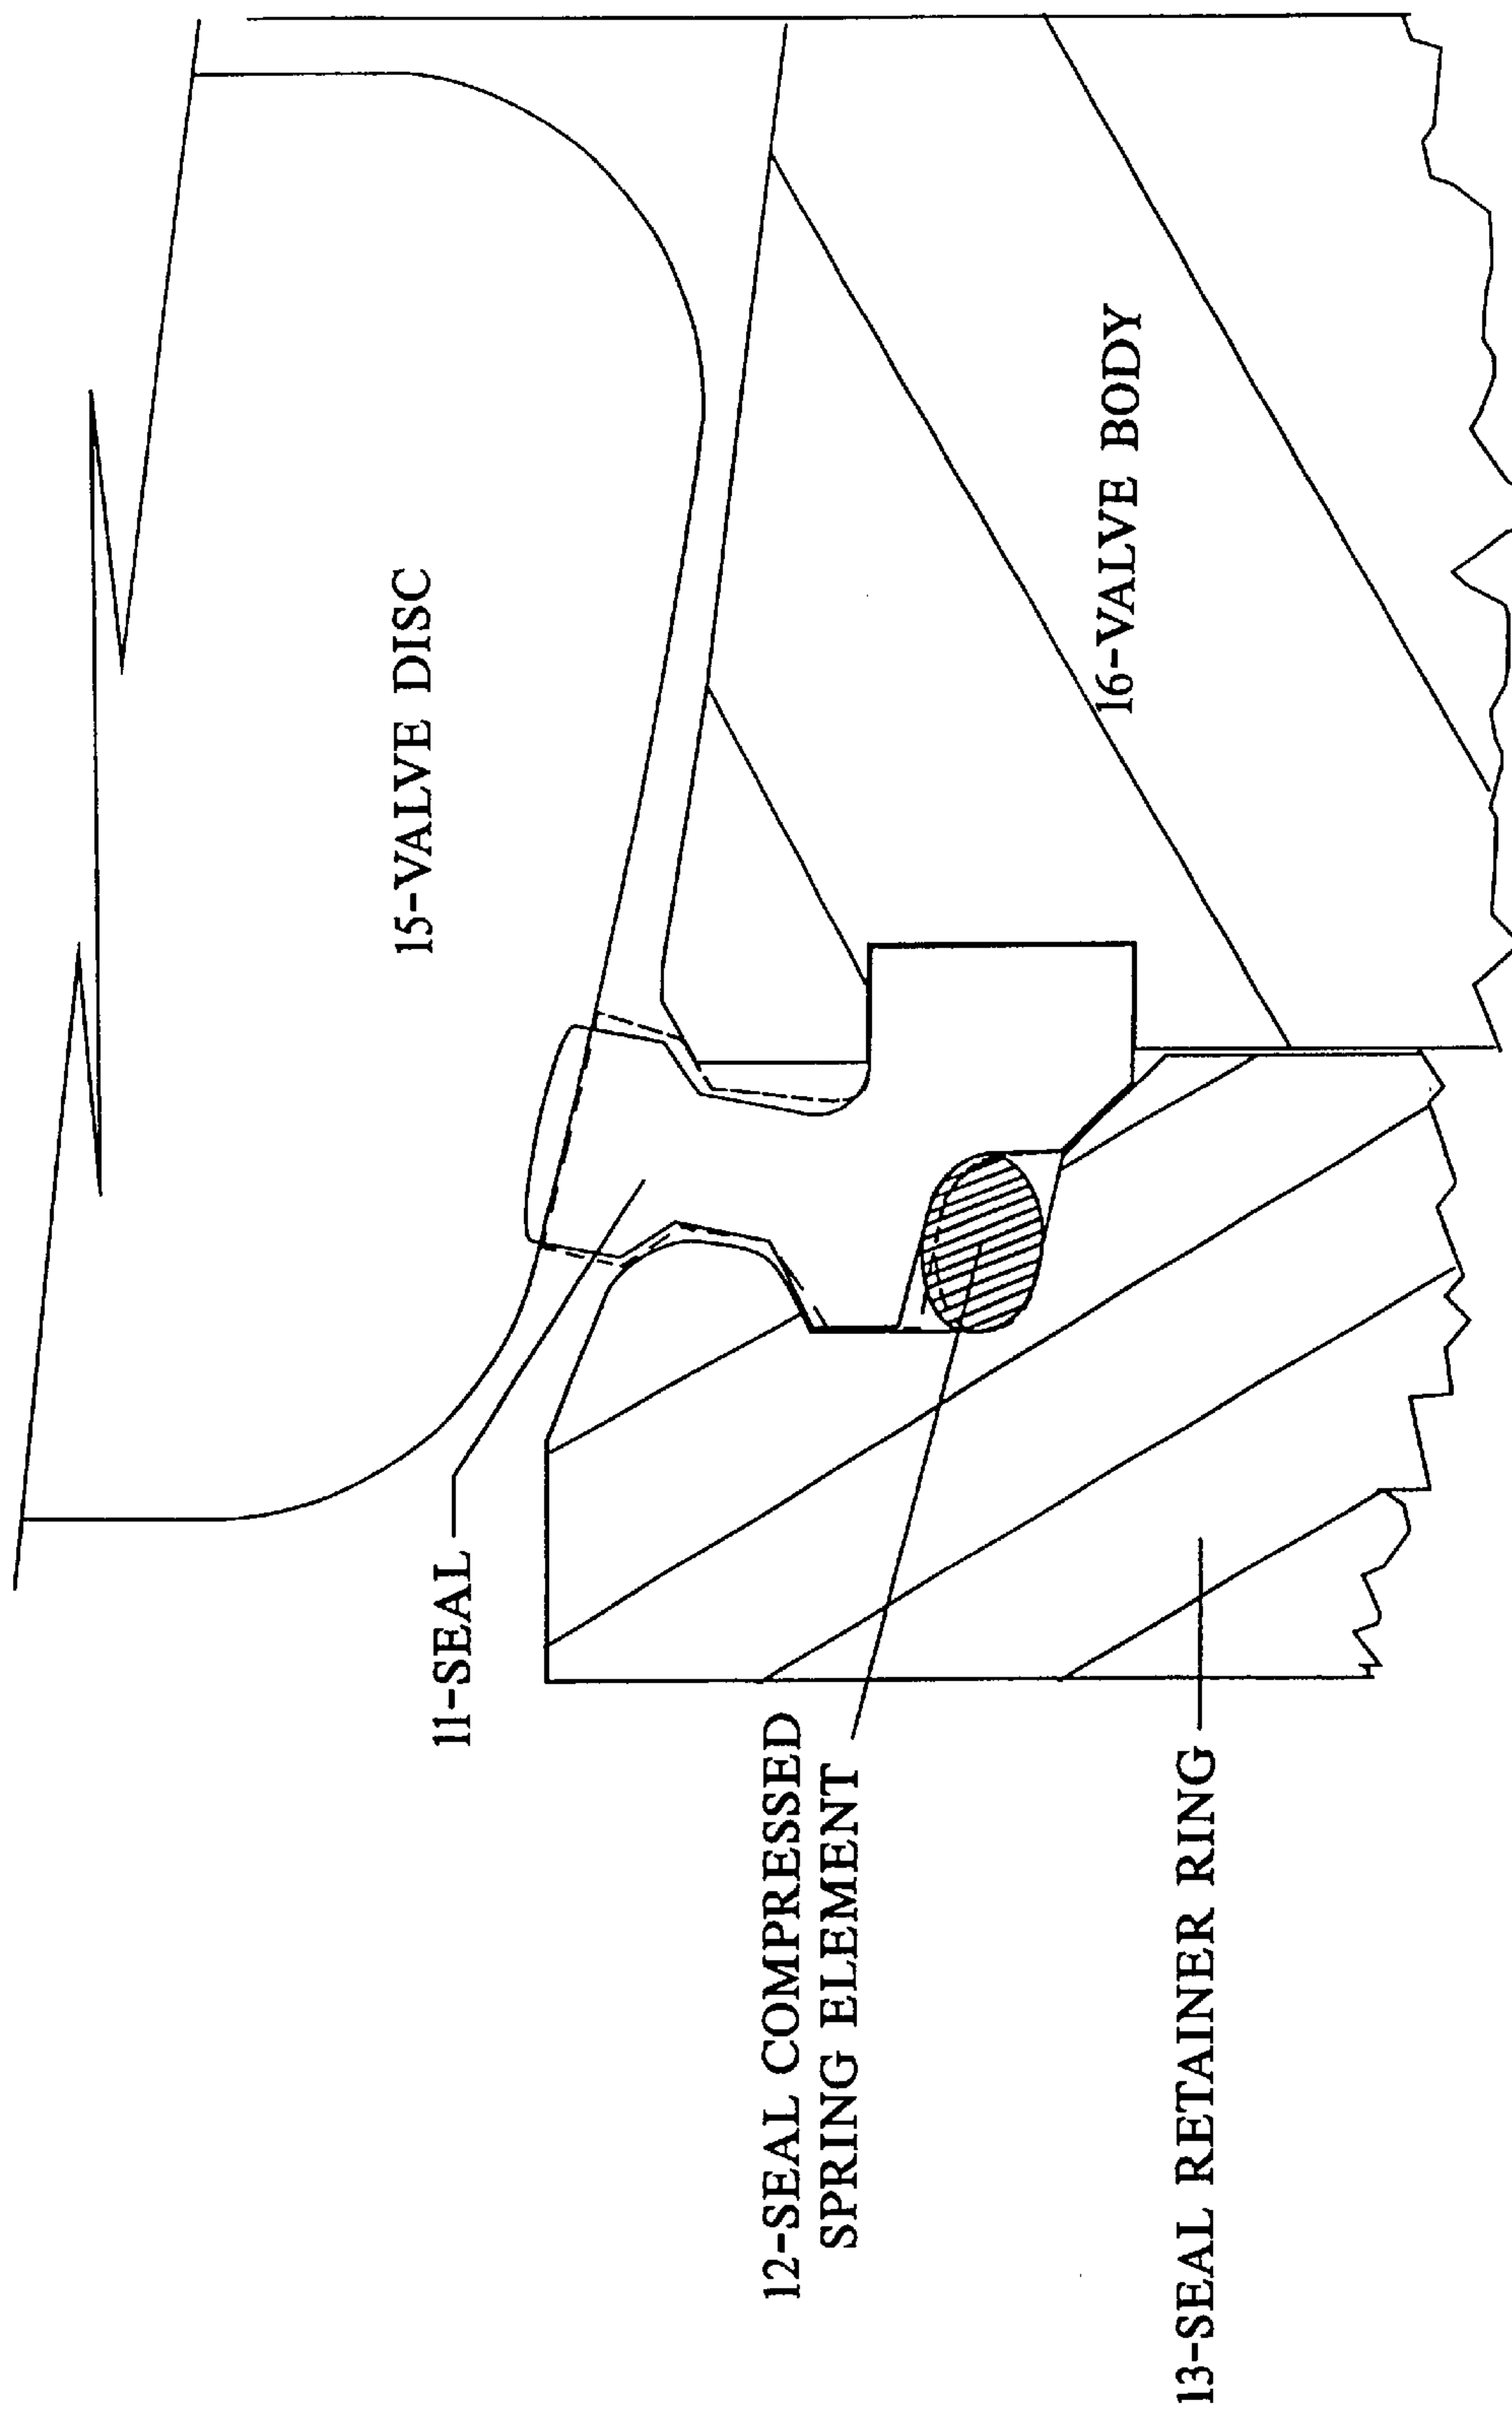 15-VALVE DISC
16-VALVE BODY
11-SEAL
12-SEAL COMPRESSED
SPRING ELEMENT
13-SEAL RETAINER RING